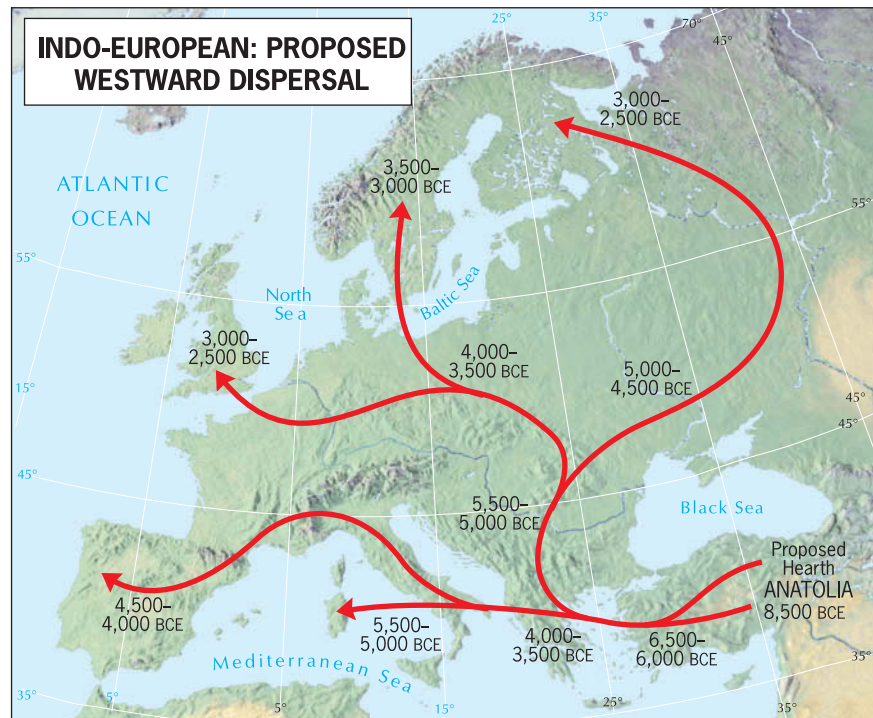 INDO-EUROPEAN: PROPOSED
WESTWARD DISPERSAL
25°
35°
70°
45°
3,000–
2,500 BCE
3,500–
3,000 BCE
ATLANTIC
OCEAN
55°
55°
North
Sea
Baltic Sea
3,000–
2,500 BCE
4,000–
3,500 BCE
5,000–
4,500 BCE
15°
45°
45°
45°
5,500–
5,000 BCE
Black Sea
Proposed
Hearth
ANATOLIA
8,500 BCE
4,500–
4,000 BCE
5,500–
5,000 BCE
4,000–
3,500 BCE
6,500–
6,000 BCE
Mediterranean Sea
35°
35°
5°
5°
15°
25°
35°